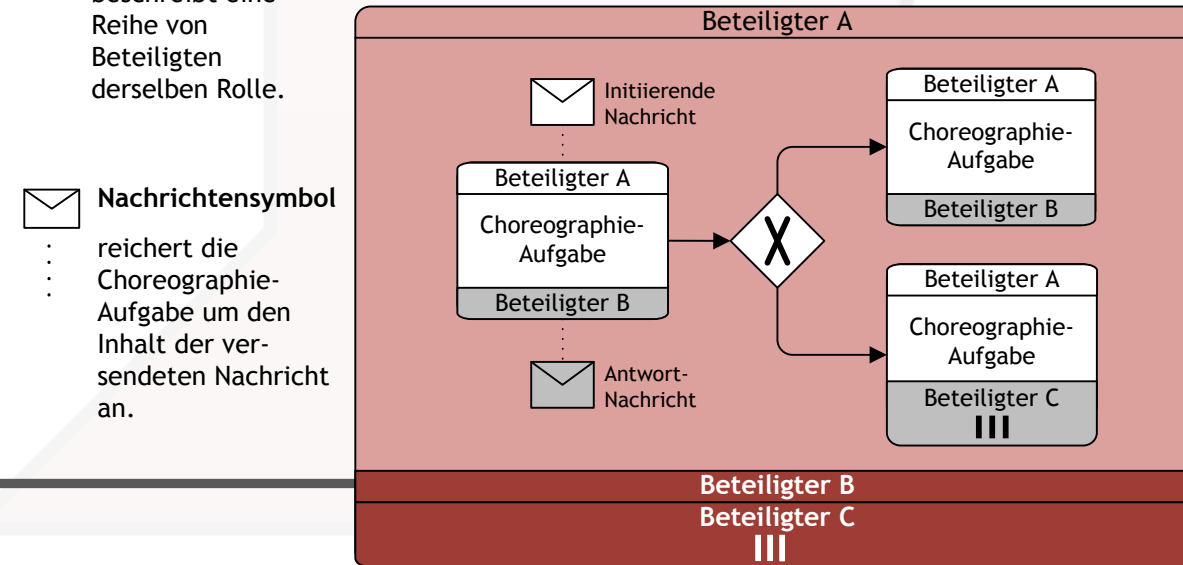 Reihe von
Beteiligten
derselben Rolle.
Nachrichtensymbol
reichert die
Choreographie-
Aufgabe um den
Inhalt der ver-
sendeten Nachricht
an.
Beteiligter A
Initiierende
Nachricht
Beteiligter A
Choreographie-
Aufgabe
Beteiligter B
Antwort-
Nachricht
X
Beteiligter A
Choreographie-
Aufgabe
Beteiligter B
Beteiligter A
Choreographie-
Aufgabe
Beteiligter C
Beteiligter B
Beteiligter C